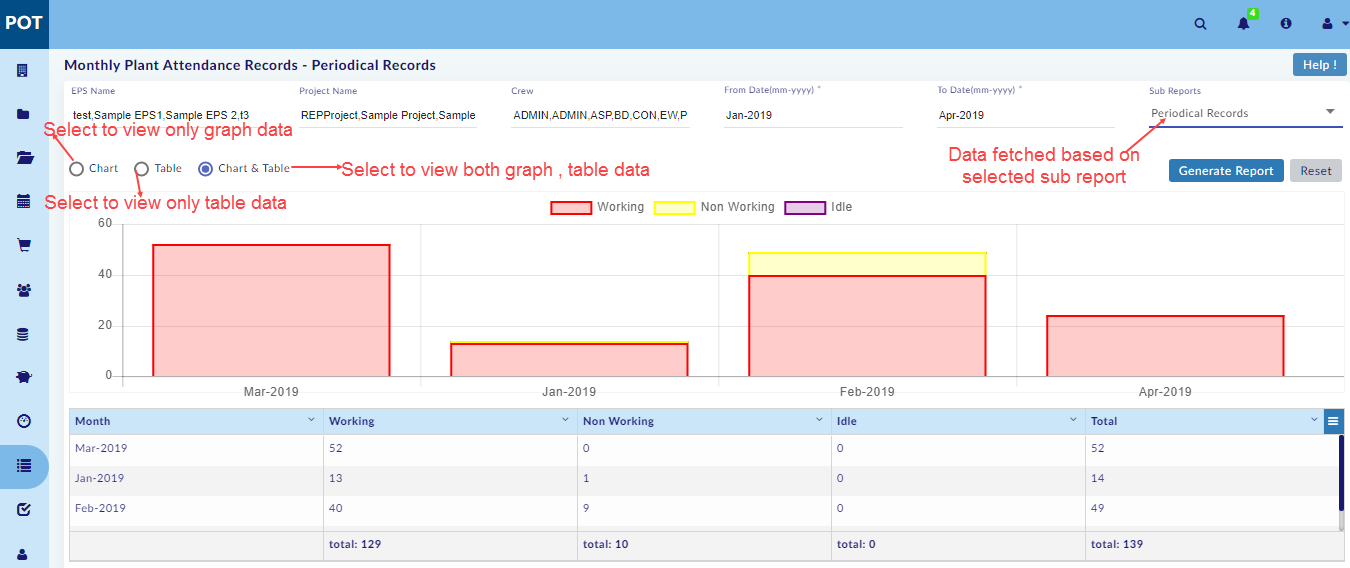 POT
4
Monthly Plant Attendance Records - Periodical Records
Help !
EPS Name
Project Name
Crew
From Date(mm-yyyy) *
To Date(mm-yyyy) *
Sub Reports
test,Sample EPS1,Sample EPS 2,t3
REPProject,Sample Project,Sample
ADMIN,ADMIN,ASP,BD,CON,EW,P
Jan-2019
Apr-2019
Periodical Records
Select to view only graph data
Chart
Table
Chart & Table
Select to view both graph , table data
Data fetched based on
selected sub report
Generate Report
Reset
Select to view only table data
Working
Non Working
Idle
60
40
20
0
Mar-2019
Jan-2019
Feb-2019
Apr-2019
Month
Working
Non Working
Idle
Total
Mar-2019
52
0
0
52
Jan-2019
13
1
0
14
Feb-2019
40
9
0
49
total: 129
total: 10
total: 0
total: 139